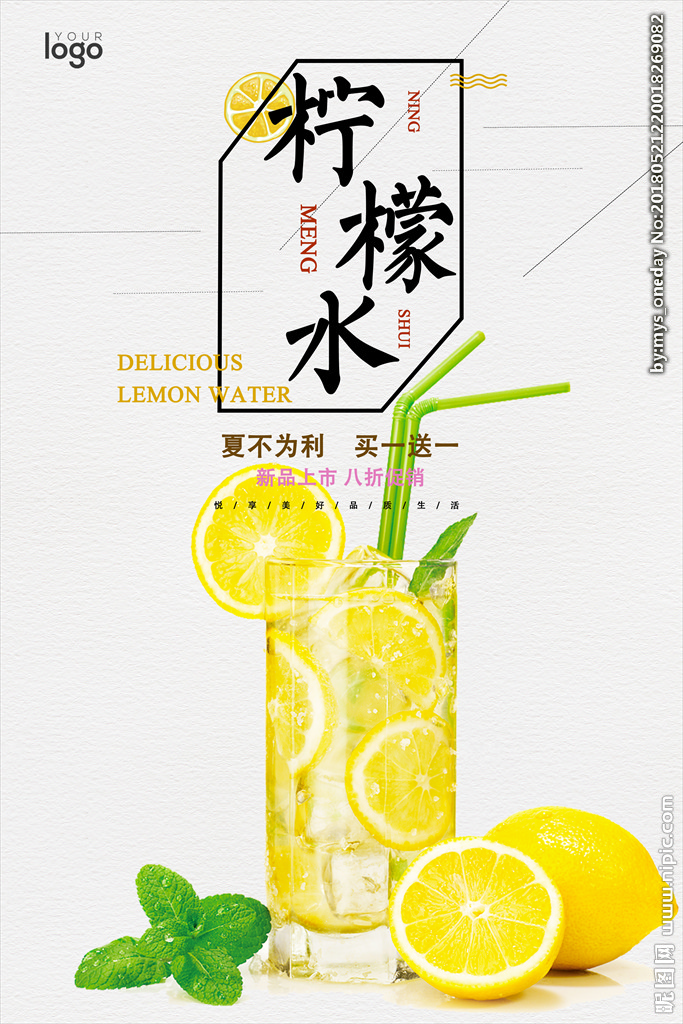 YOUR
logo
柠檬水
NING
MENG
SHUI
DELICIOUS
LEMON WATER
夏不为利 买一送一
新品上市 八折促销
悦 / 享 / 美 / 好 / 品 / 质 / 生 / 活
by:mys_oneday No:20180521220018269082
昵图网 www.nipic.com